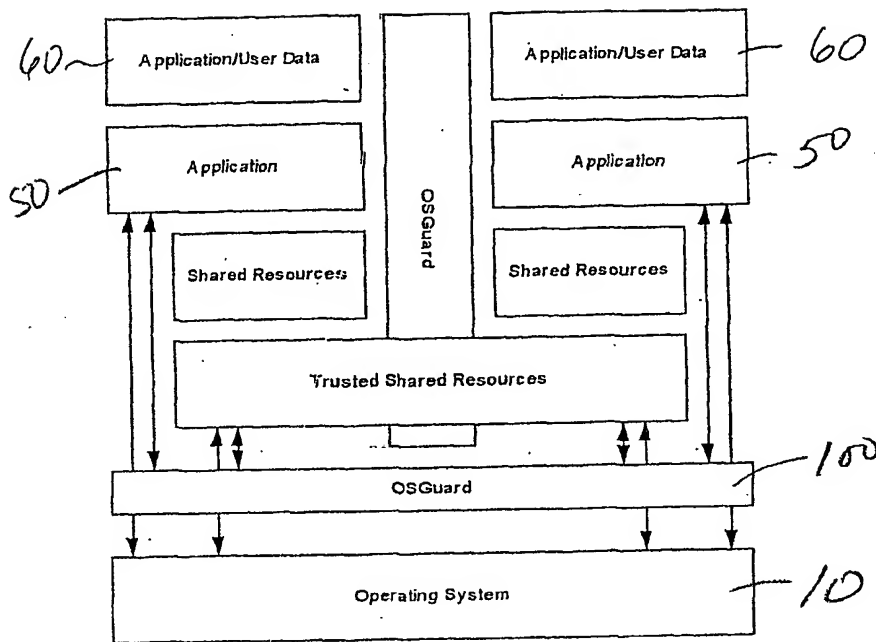 60 Application/User Data Application/User Data 60
50 Application Application 50
OSGuard
Shared Resources Shared Resources
Trusted Shared Resources
OSGuard 100
Operating System 10